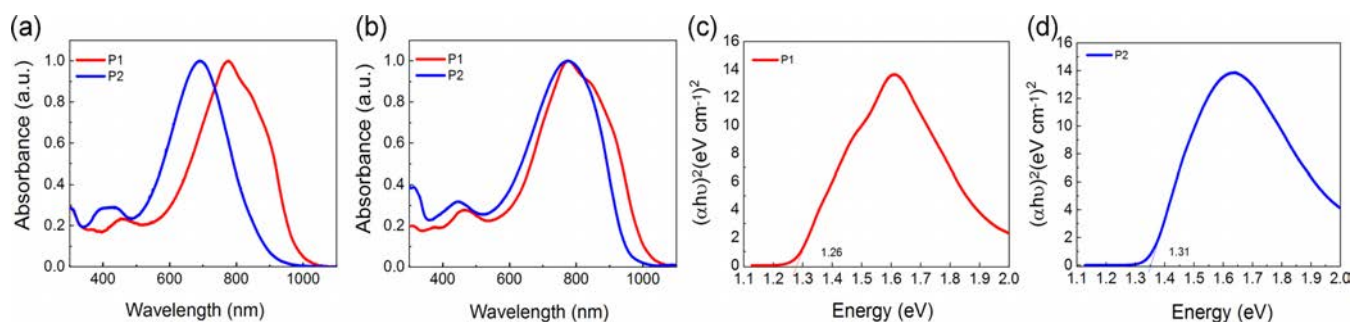 (a)
P1
P2
Absorbance (a.u.)
1.0
0.8
0.6
0.4
0.2
0.0
400 600 800 1000
Wavelength (nm)
(b)
P1
P2
Absorbance (a.u.)
1.0
0.8
0.6
0.4
0.2
0.0
400 600 800 1000
Wavelength (nm)
(c)
P1
(αhυ)²(eV cm⁻¹)²
16
14
12
10
8
6
4
2
0
1.26
1.1 1.2 1.3 1.4 1.5 1.6 1.7 1.8 1.9 2.0
Energy (eV)
(d)
P2
(αhυ)²(eV cm⁻¹)²
16
14
12
10
8
6
4
2
0
1.31
1.1 1.2 1.3 1.4 1.5 1.6 1.7 1.8 1.9 2.0
Energy (eV)